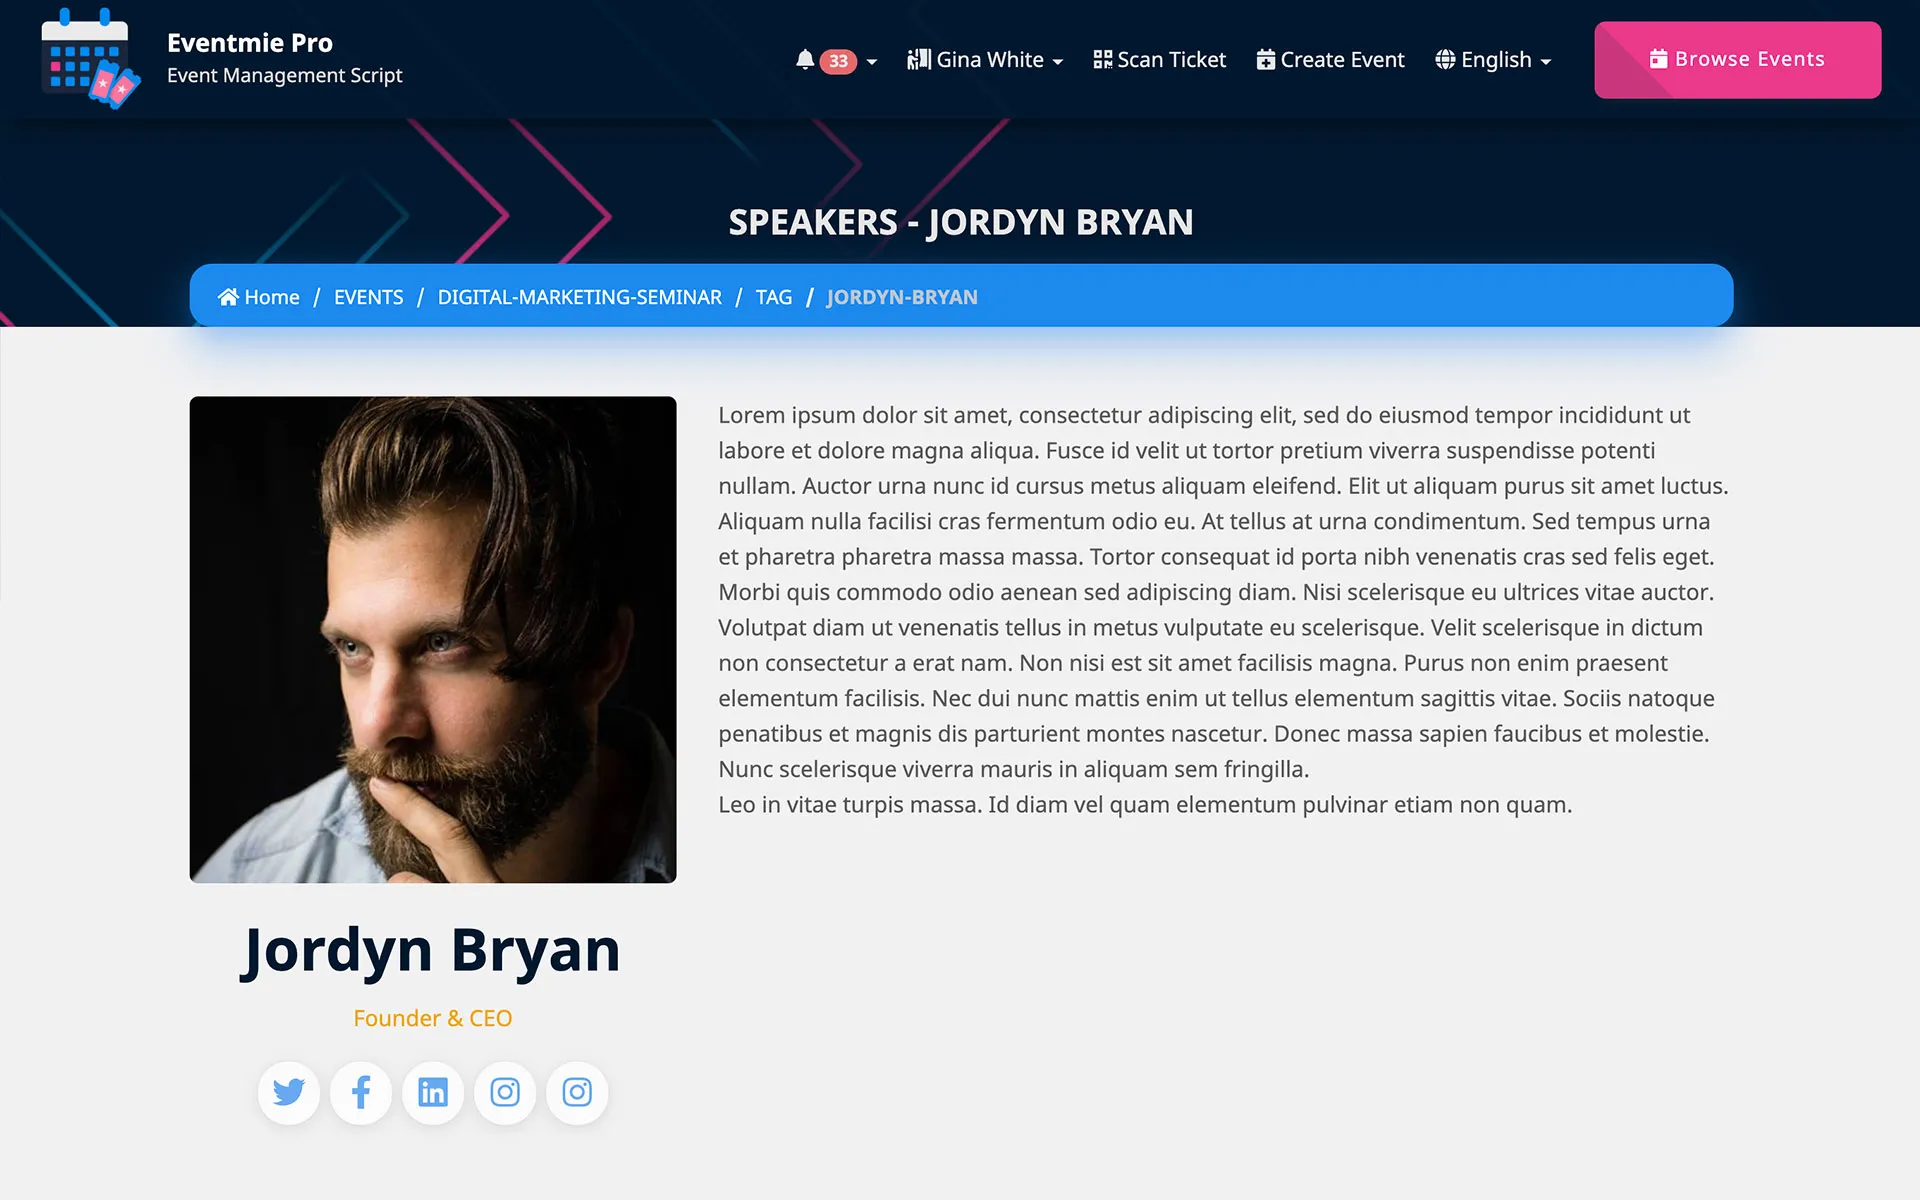 Eventmie Pro
Event Management Script
33
Gina White
Scan Ticket
Create Event
English
Browse Events
SPEAKERS - JORDYN BRYAN
Home / EVENTS / DIGITAL-MARKETING-SEMINAR / TAG / JORDYN-BRYAN
Lorem ipsum dolor sit amet, consectetur adipiscing elit, sed do eiusmod tempor incididunt ut
labore et dolore magna aliqua. Fusce id velit ut tortor pretium viverra suspendisse potenti
nullam. Auctor urna nunc id cursus metus aliquam eleifend. Elit ut aliquam purus sit amet luctus.
Aliquam nulla facilisi cras fermentum odio eu. At tellus at urna condimentum. Sed tempus urna
et pharetra pharetra massa massa. Tortor consequat id porta nibh venenatis cras sed felis eget.
Morbi quis commodo odio aenean sed adipiscing diam. Nisi scelerisque eu ultrices vitae auctor.
Volutpat diam ut venenatis tellus in metus vulputate eu scelerisque. Velit scelerisque in dictum
non consectetur a erat nam. Non nisi est sit amet facilisis magna. Purus non enim praesent
elementum facilisis. Nec dui nunc mattis enim ut tellus elementum sagittis vitae. Sociis natoque
penatibus et magnis dis parturient montes nascetur. Donec massa sapien faucibus et molestie.
Nunc scelerisque viverra mauris in aliquam sem fringilla.
Leo in vitae turpis massa. Id diam vel quam elementum pulvinar etiam non quam.
Jordyn Bryan
Founder & CEO